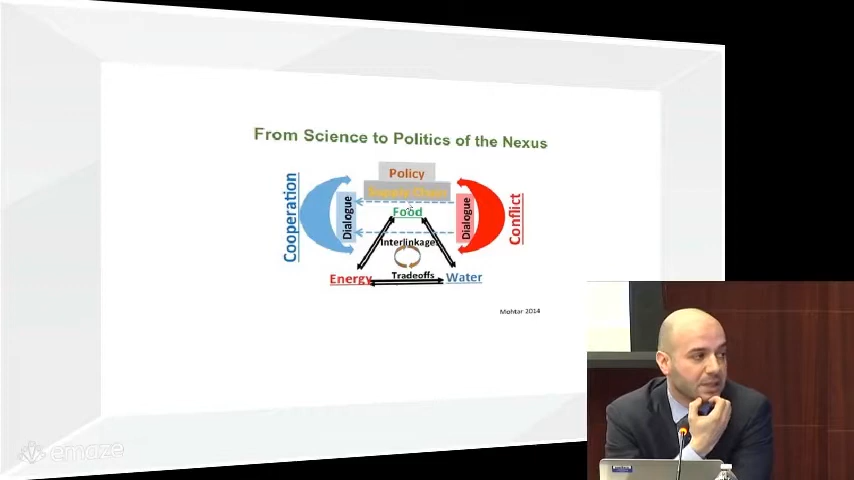 From Science to Politics of the Nexus
Policy
Cooperation
Dialogue
Food
Dialogue
Conflict
Interlinkages
Energy
Tradeoffs
Water
Mohtar 2014
emaze